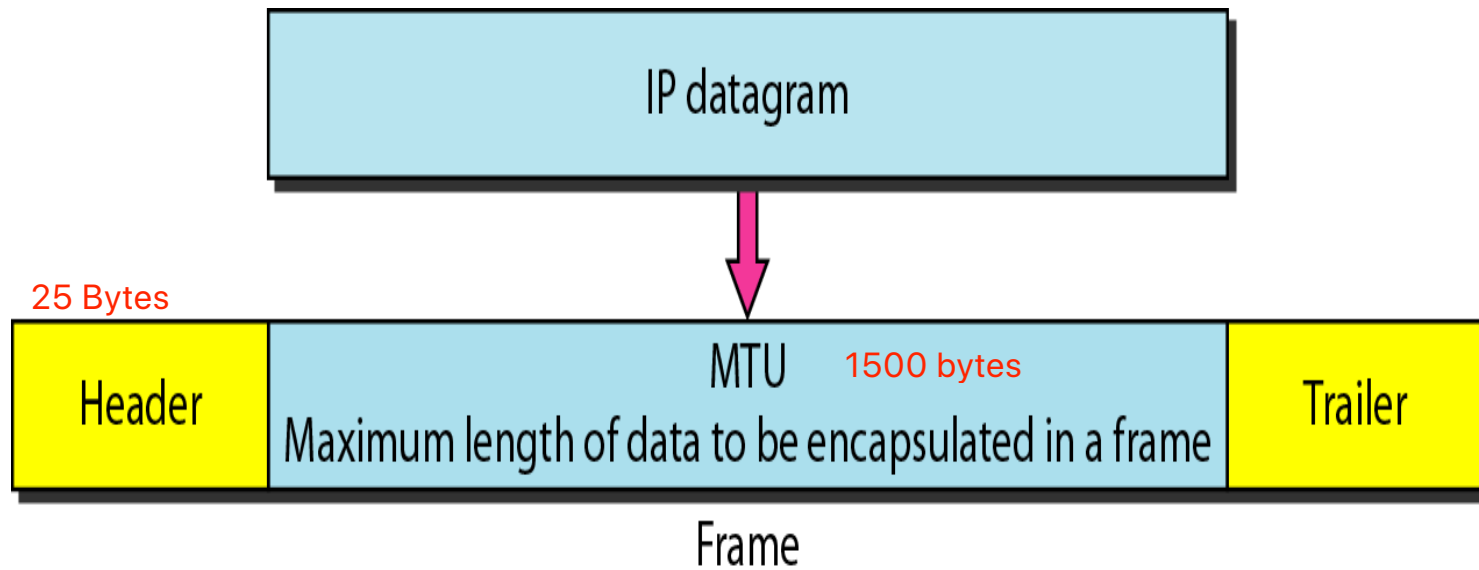 IP datagram
25 Bytes
Header
MTU 1500 bytes
Maximum length of data to be encapsulated in a frame
Trailer
Frame